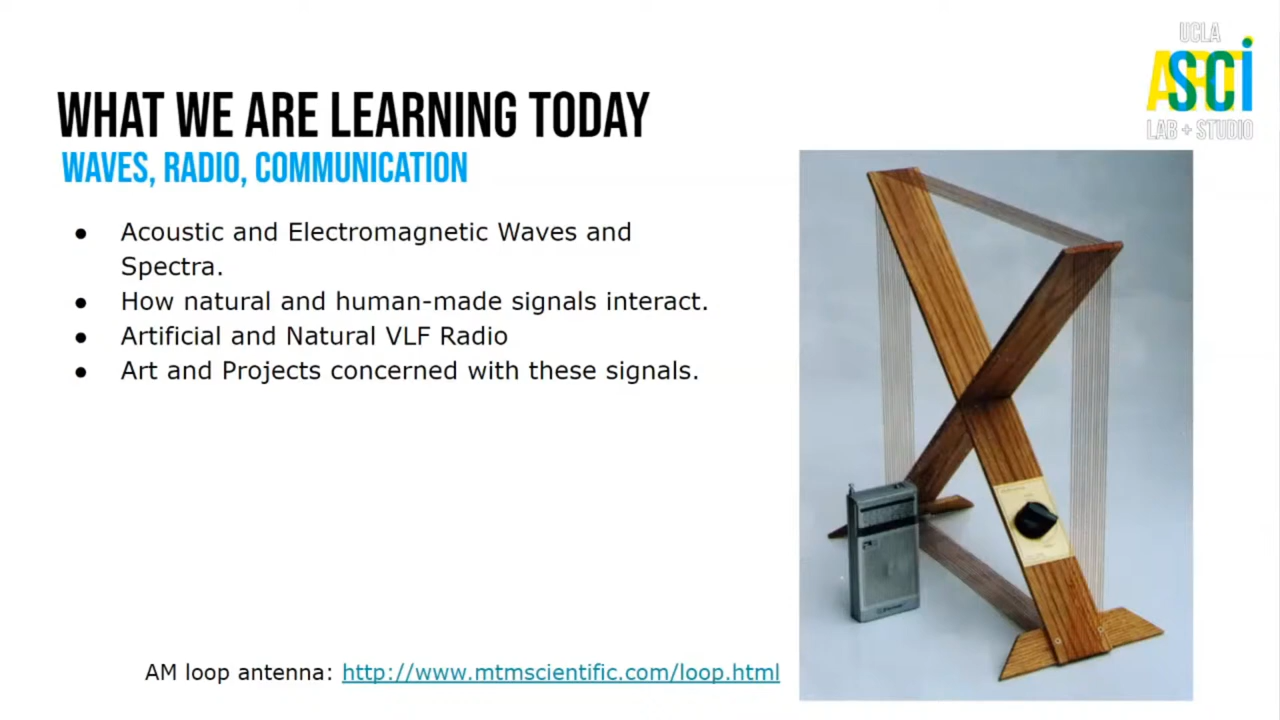 UCLA
ART
SCI
LAB + STUDIO
WHAT WE ARE LEARNING TODAY
WAVES, RADIO, COMMUNICATION
● Acoustic and Electromagnetic Waves and
Spectra.
● How natural and human-made signals interact.
● Artificial and Natural VLF Radio
● Art and Projects concerned with these signals.
AM loop antenna: http://www.mtmscientific.com/loop.html